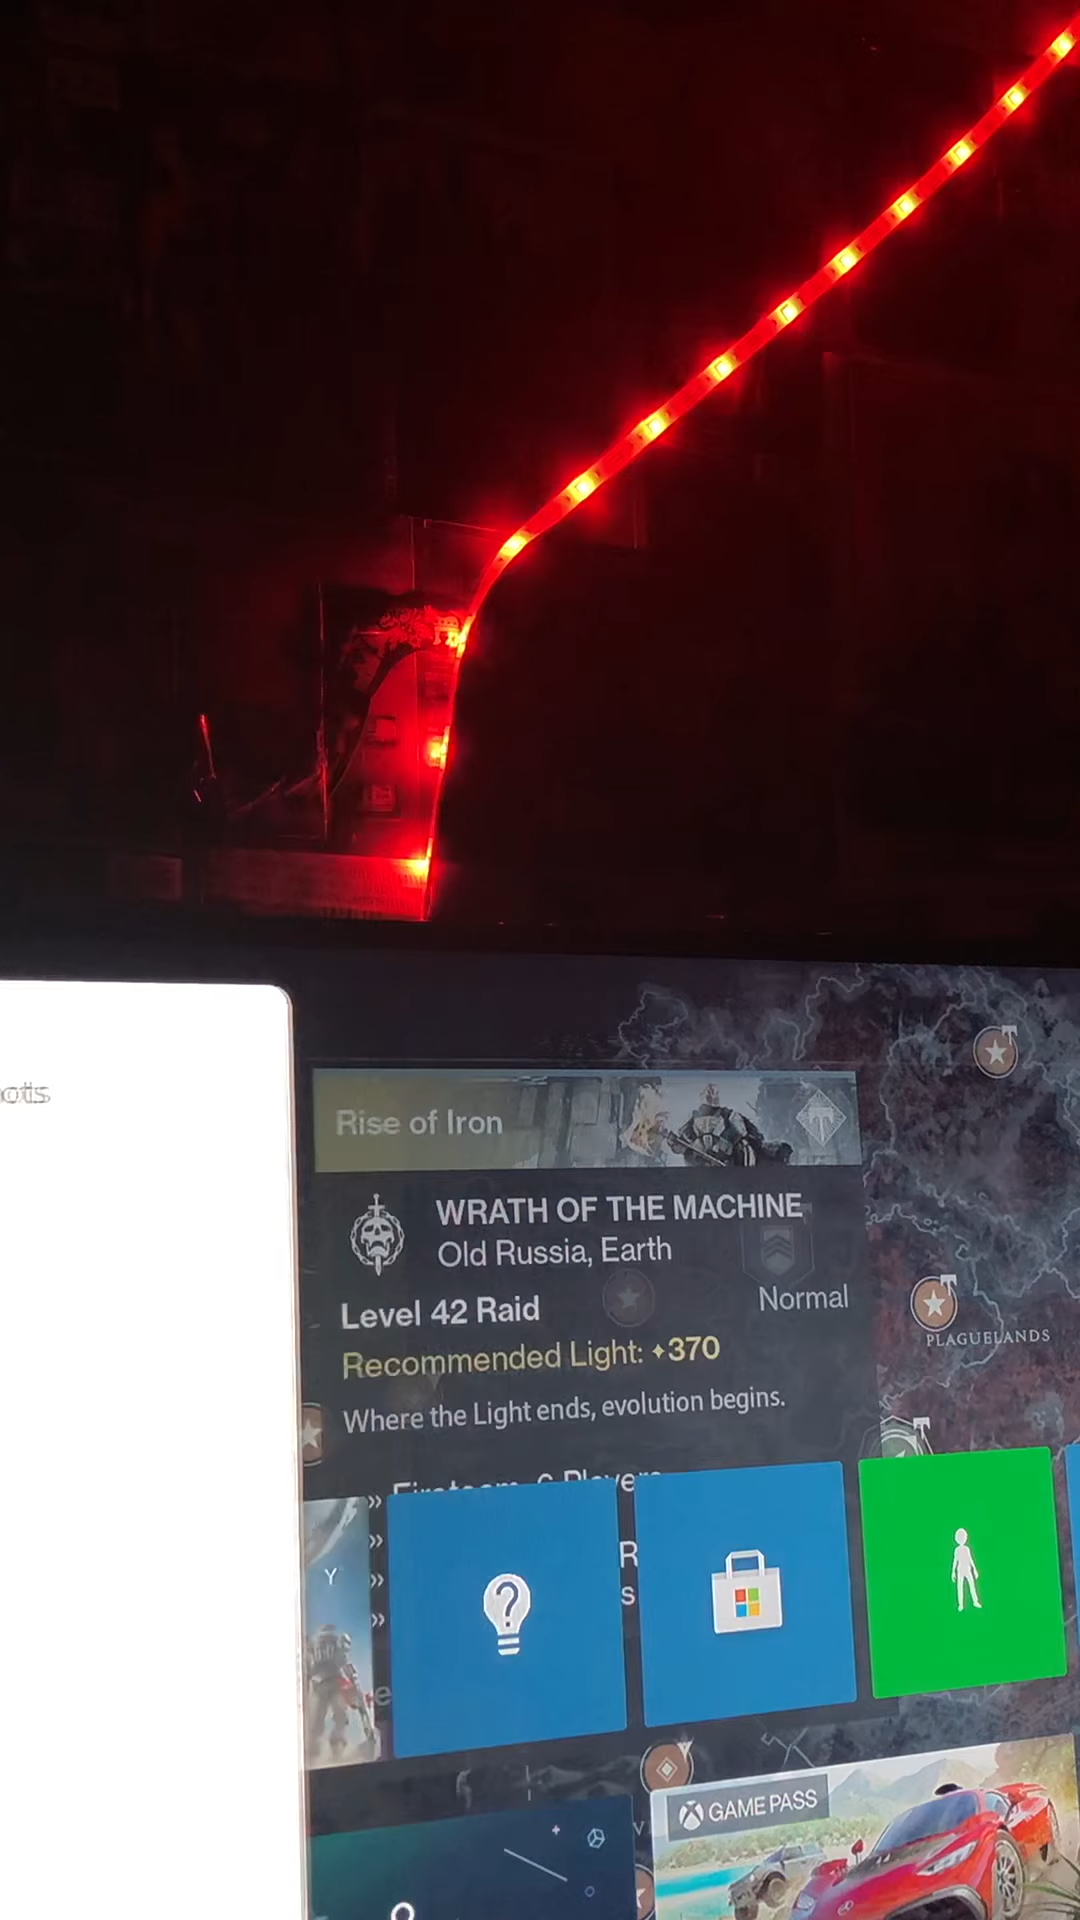 Rise of Iron
WRATH OF THE MACHINE
Old Russia, Earth
Level 42 Raid
Normal
Recommended Light: 370
PLAGUELANDS
Where the Light ends, evolution begins.
Y
GAME PASS